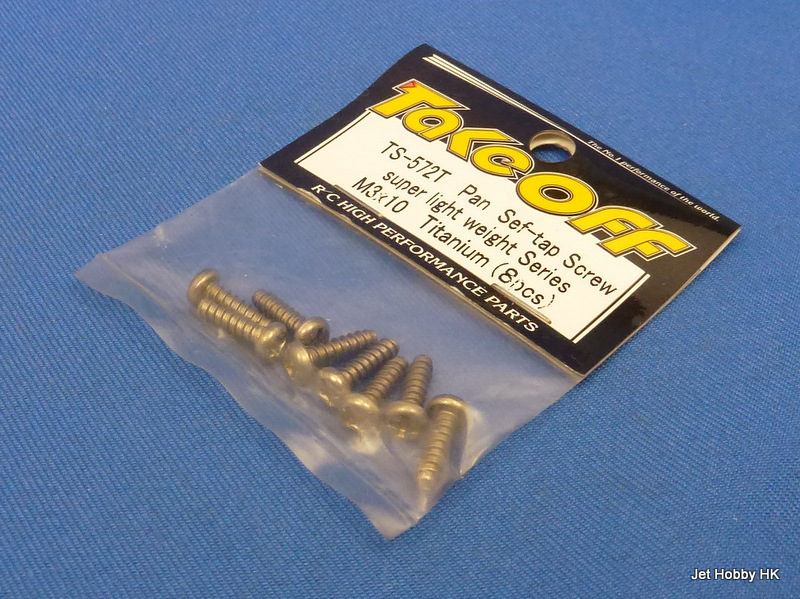 The No.1 performance of the world.
TakeOff
TS-572T Pan Sef-tap Screw
super light weight Series
M3x10 Titanium (8pcs)
R/C HIGH PERFORMANCE PARTS
Jet Hobby HK